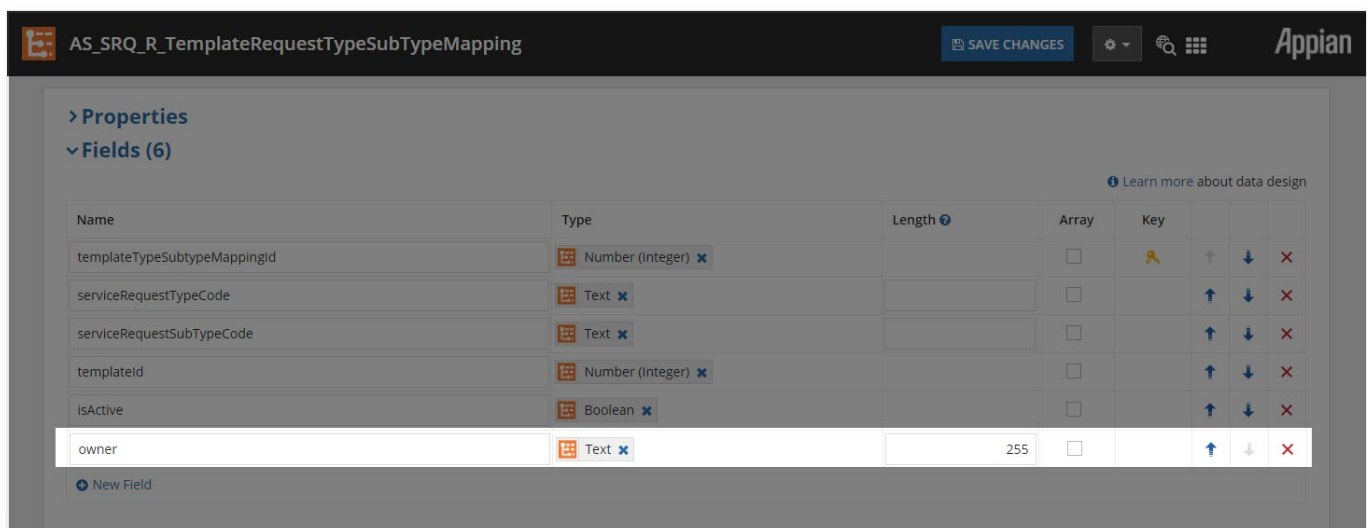 AS_SRQ_R_TemplateRequestTypeSubTypeMapping SAVE CHANGES Appian
Properties
Fields (6)
Learn more about data design
Name Type Length Array Key
templateTypeSubtypeMappingId Number (Integer)
serviceRequestTypeCode Text
serviceRequestSubTypeCode Text
templateId Number (Integer)
isActive Boolean
owner Text 255
New Field